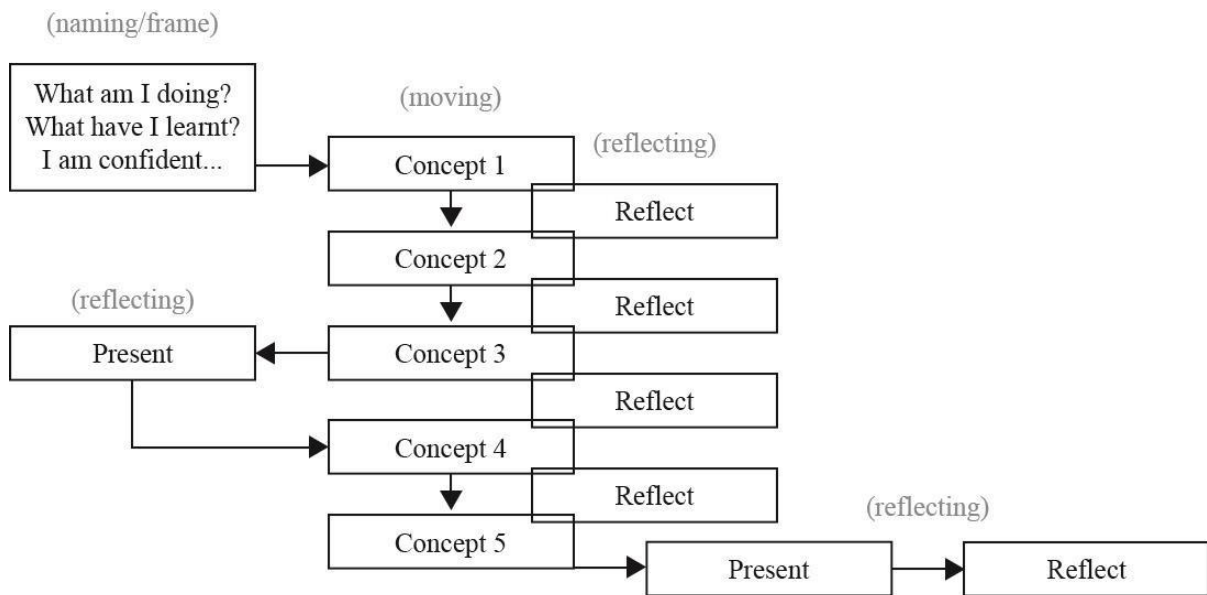 (naming/frame)
What am I doing?
What have I learnt?
I am confident...
(moving)
Concept 1
(reflecting)
Reflect
Concept 2
Reflect
(reflecting)
Present
Concept 3
Reflect
Concept 4
Reflect
Concept 5
(reflecting)
Present
Reflect